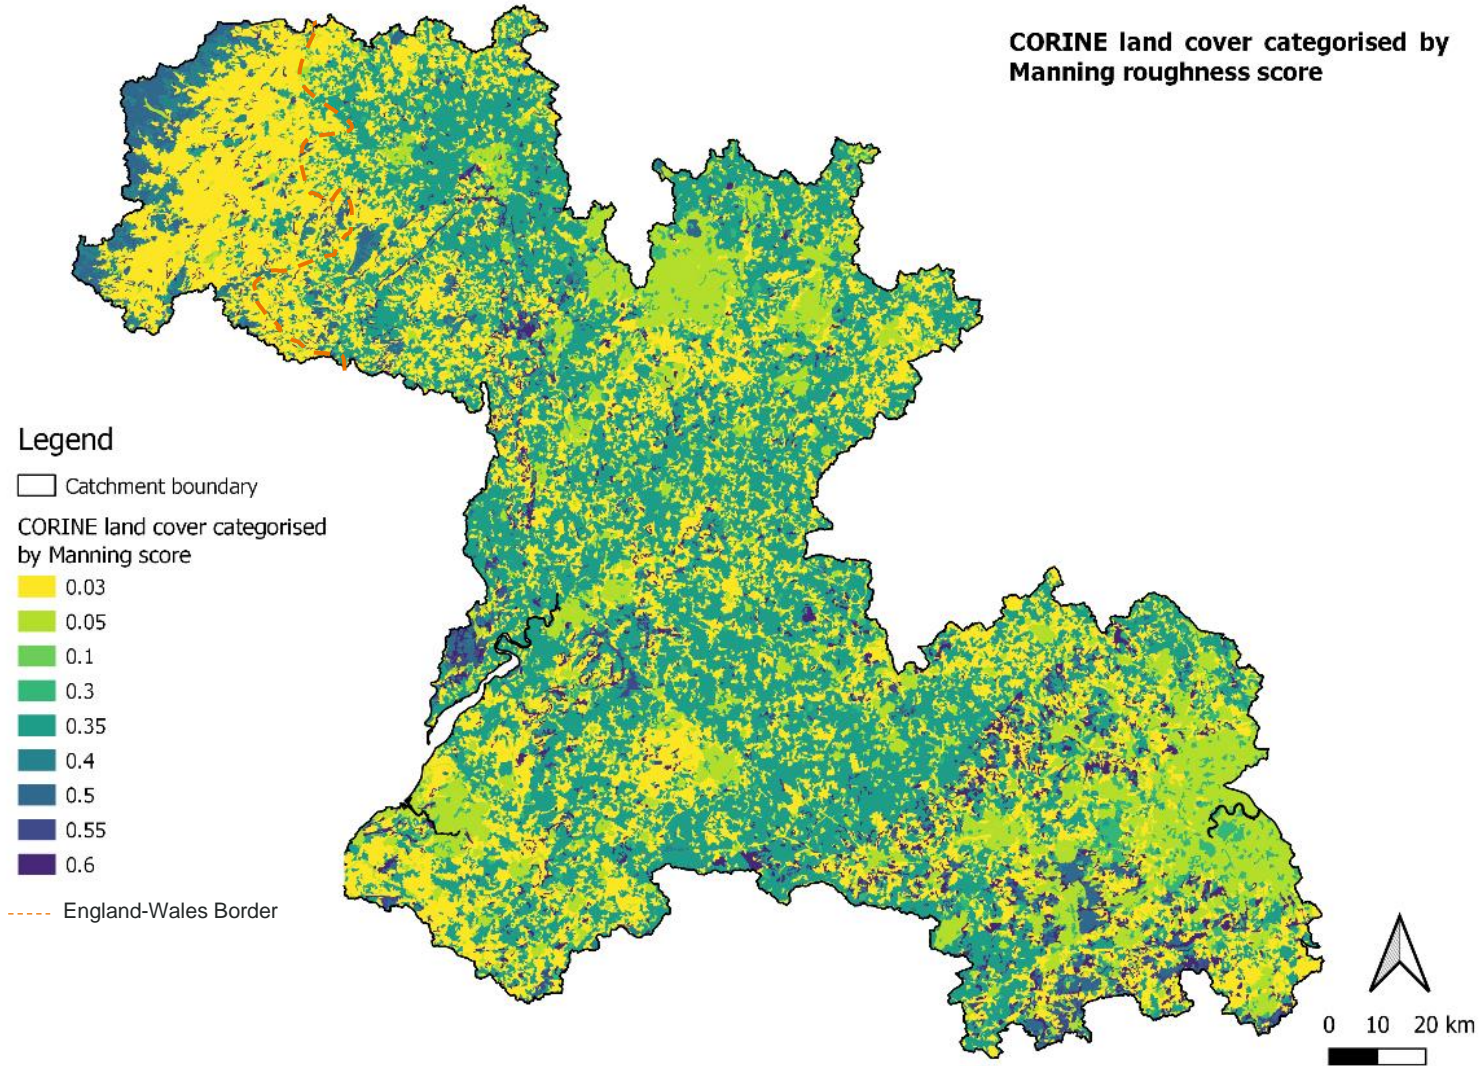 CORINE land cover categorised by
Manning roughness score
Legend
Catchment boundary
CORINE land cover categorised
by Manning score
0.03
0.05
0.1
0.3
0.35
0.4
0.5
0.55
0.6
England-Wales Border
0 10 20 km